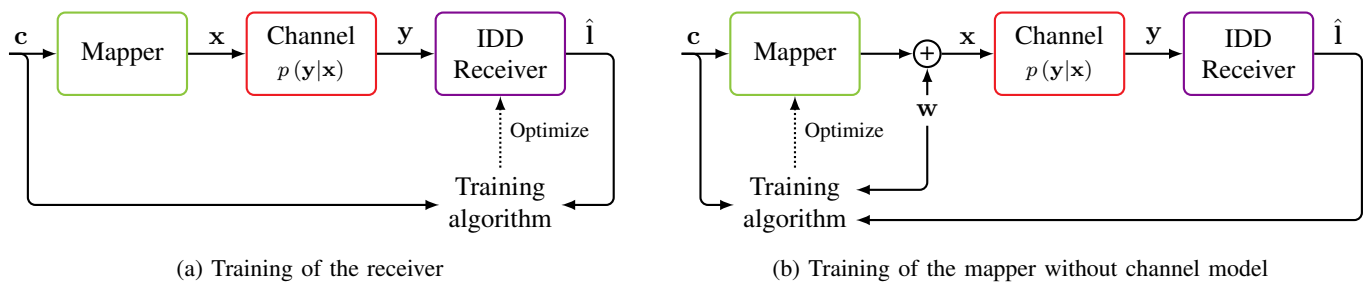 c
Mapper
x
Channel
p (y|x)
y
IDD
Receiver
l̂
Optimize
Training
algorithm
(a) Training of the receiver
c
Mapper
+
x
Channel
p (y|x)
y
IDD
Receiver
l̂
w
Optimize
Training
algorithm
(b) Training of the mapper without channel model